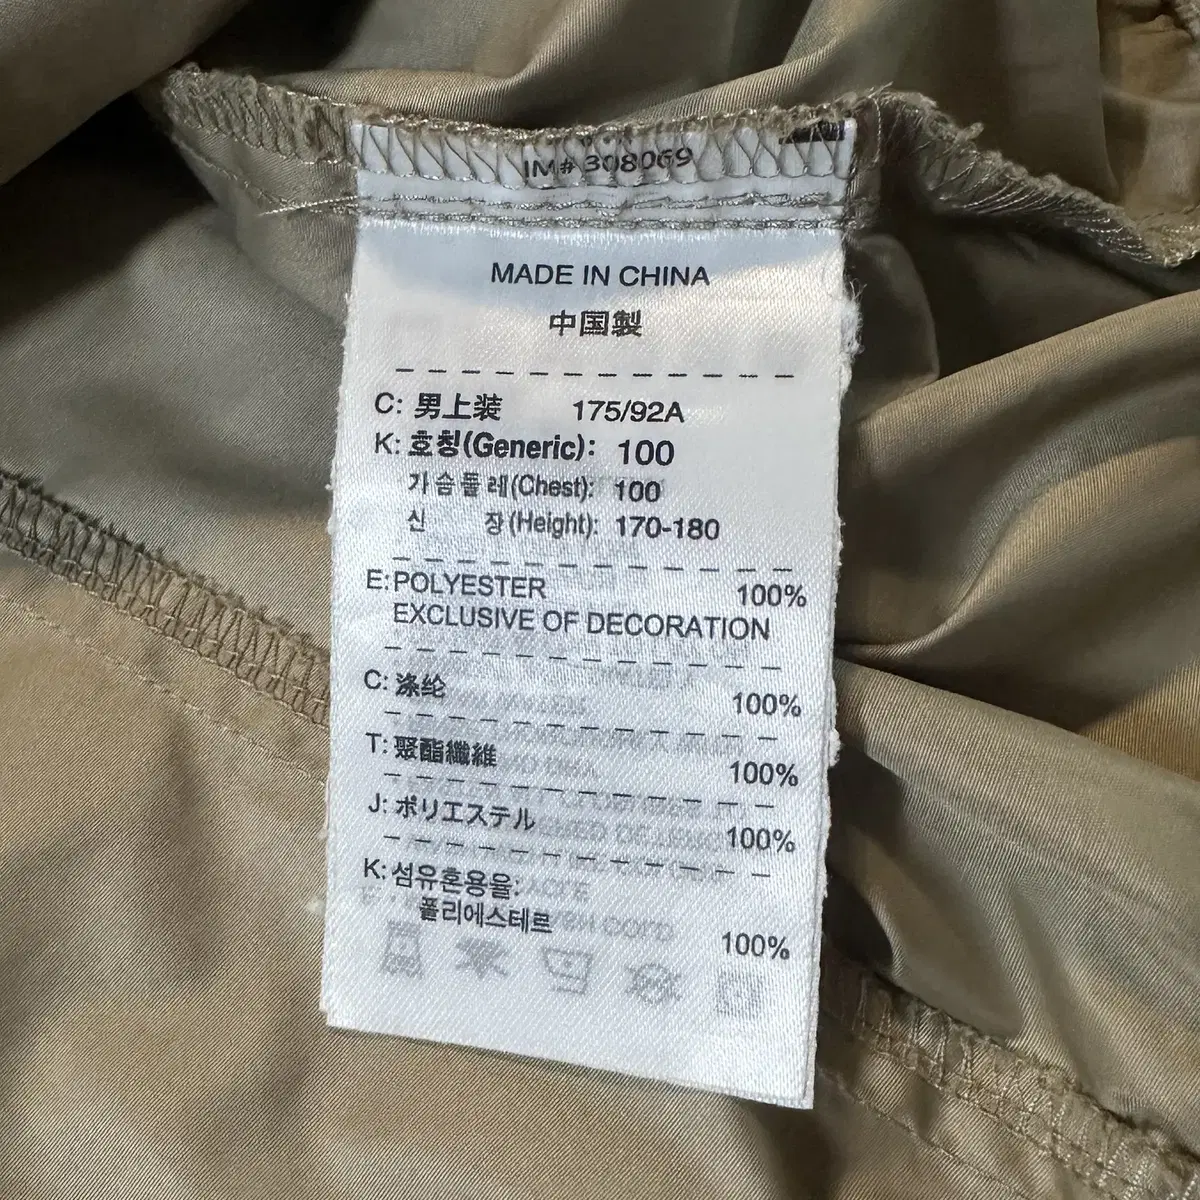 IM# 308069
MADE IN CHINA
中国製
C: 男上装 175/92A
K: 호칭(Generic): 100
가슴둘레(Chest): 100
신 장(Height): 170-180
E: POLYESTER 100%
EXCLUSIVE OF DECORATION
C: 涤纶 100%
T: 聚酯纖維 100%
J: ポリエステル 100%
K: 섬유혼용율:
폴리에스테르 100%